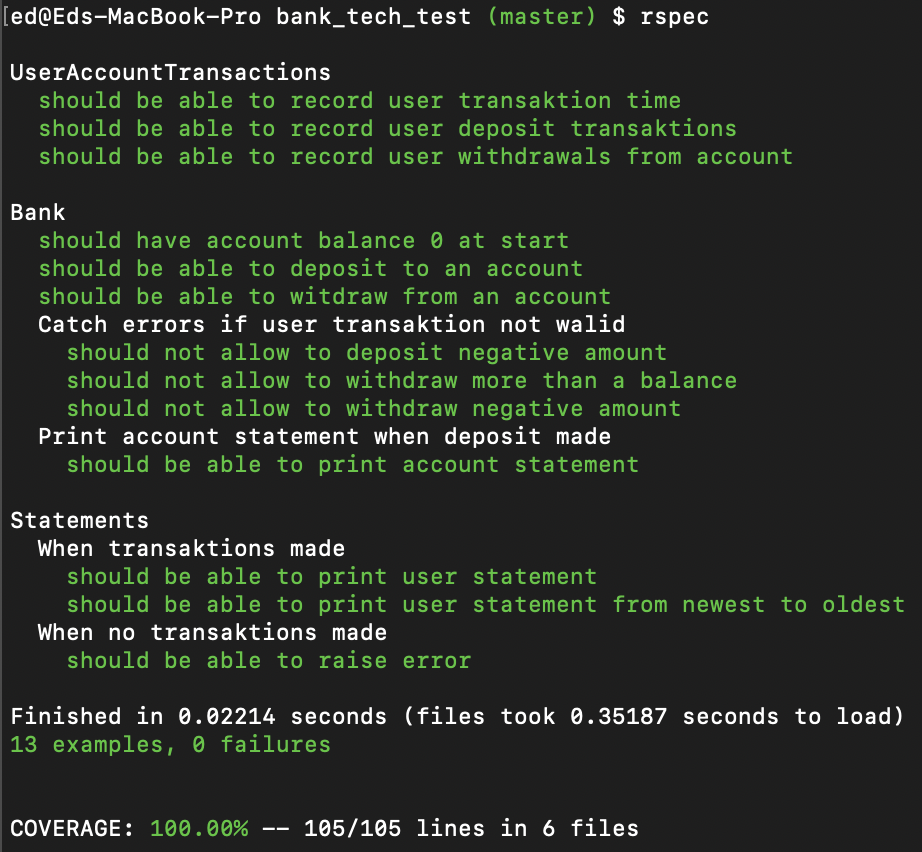 [ed@Eds-MacBook-Pro bank_tech_test (master) $ rspec
UserAccountTransactions
should be able to record user transaktion time
should be able to record user deposit transaktions
should be able to record user withdrawals from account
Bank
should have account balance 0 at start
should be able to deposit to an account
should be able to witdraw from an account
Catch errors if user transaktion not walid
should not allow to deposit negative amount
should not allow to withdraw more than a balance
should not allow to withdraw negative amount
Print account statement when deposit made
should be able to print account statement
Statements
When transaktions made
should be able to print user statement
should be able to print user statement from newest to oldest
When no transaktions made
should be able to raise error
Finished in 0.02214 seconds (files took 0.35187 seconds to load)
13 examples, 0 failures
COVERAGE: 100.00% -- 105/105 lines in 6 files